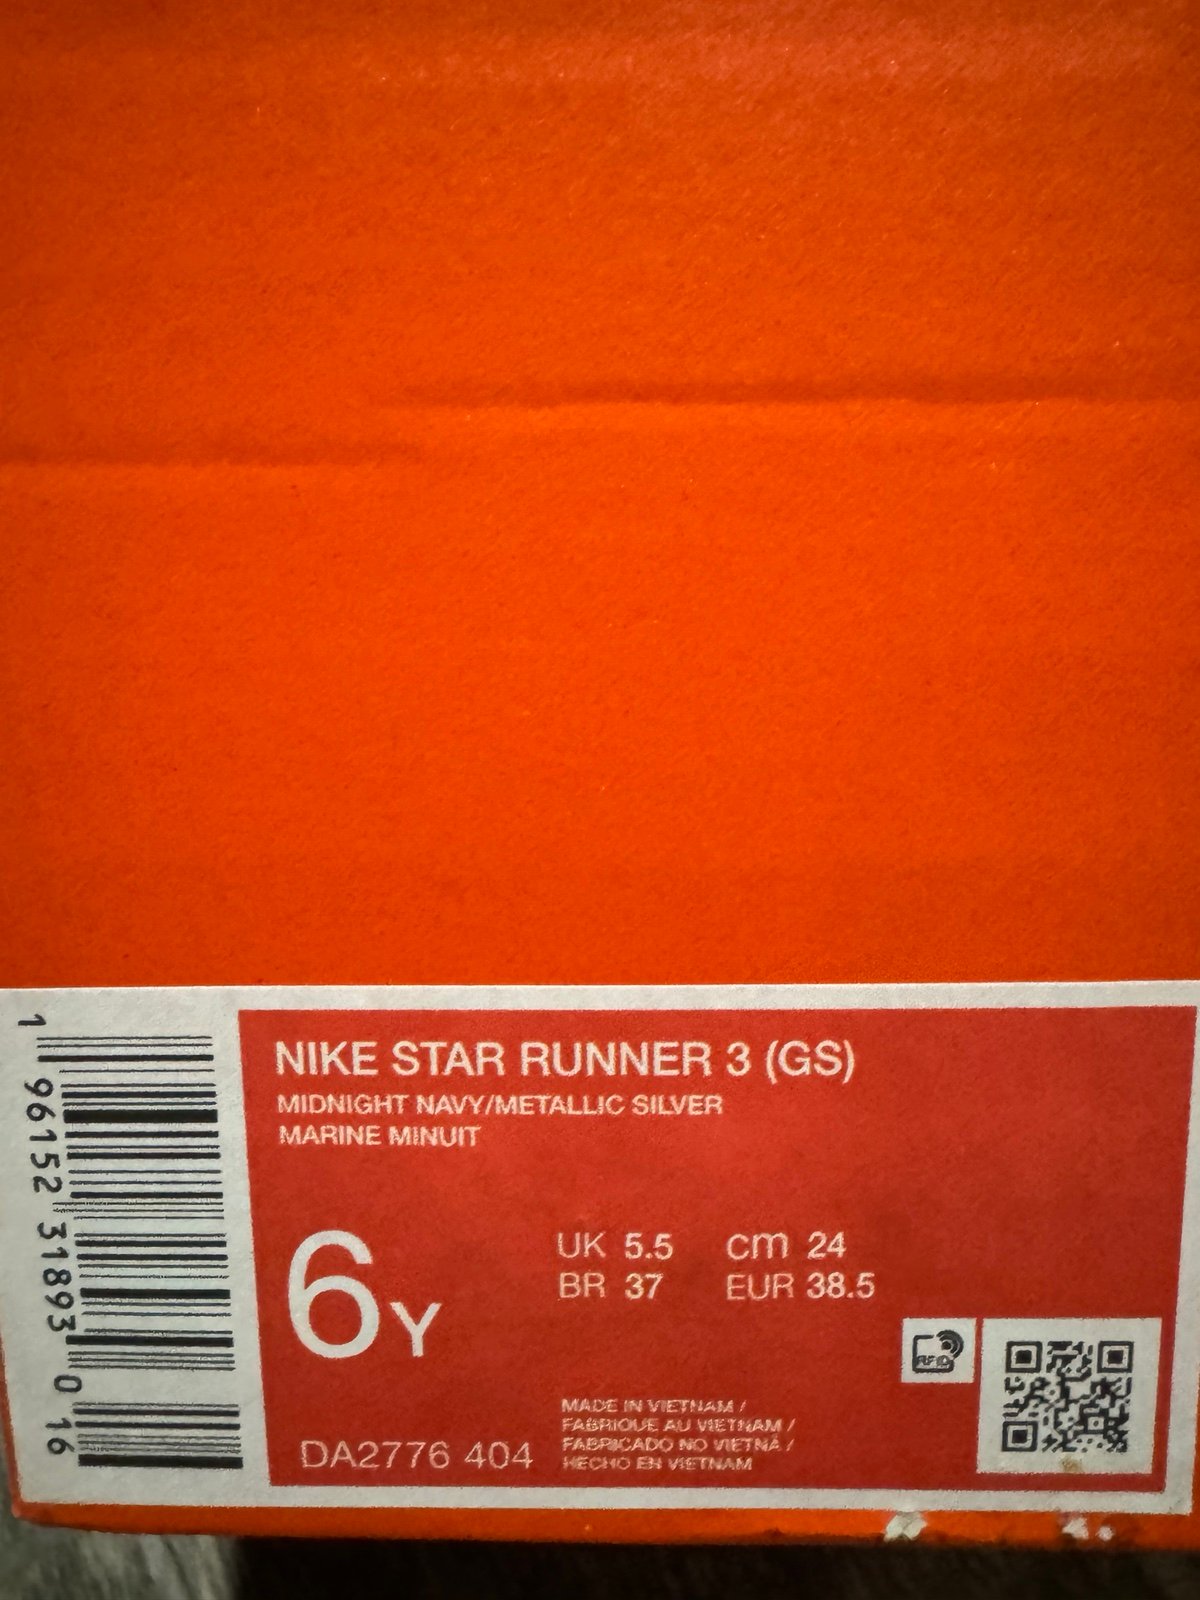 NIKE STAR RUNNER 3 (GS)
MIDNIGHT NAVY/METALLIC SILVER
MARINE MINUIT
6Y
UK 5.5 cm 24
BR 37 EUR 38.5
DA2776 404
MADE IN VIETNAM /
FABRIQUE AU VIETNAM /
FABRICADO NO VIETNÃ /
HECHO EN VIETNAM
RFID
1 96152 31893 0 16